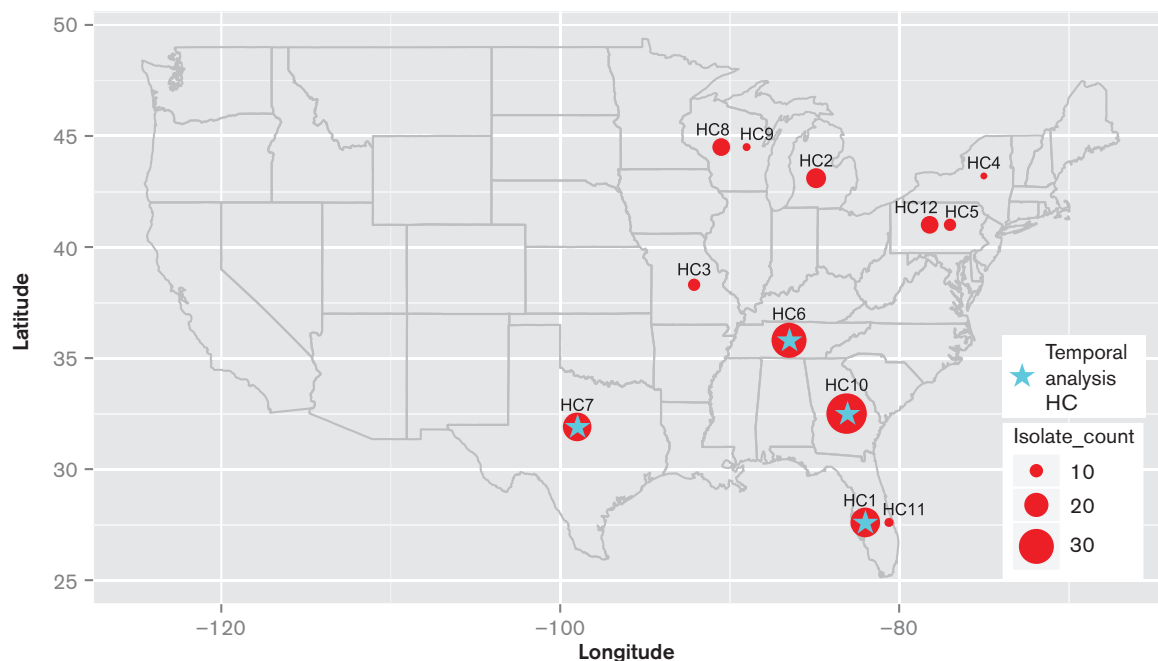 50
45
40
35
30
25
Latitude
HC8
HC9
HC2
HC4
HC12
HC5
HC3
HC6
HC10
HC7
HC1
HC11
Temporal
analysis
HC
Isolate_count
10
20
30
−120
−100
−80
Longitude